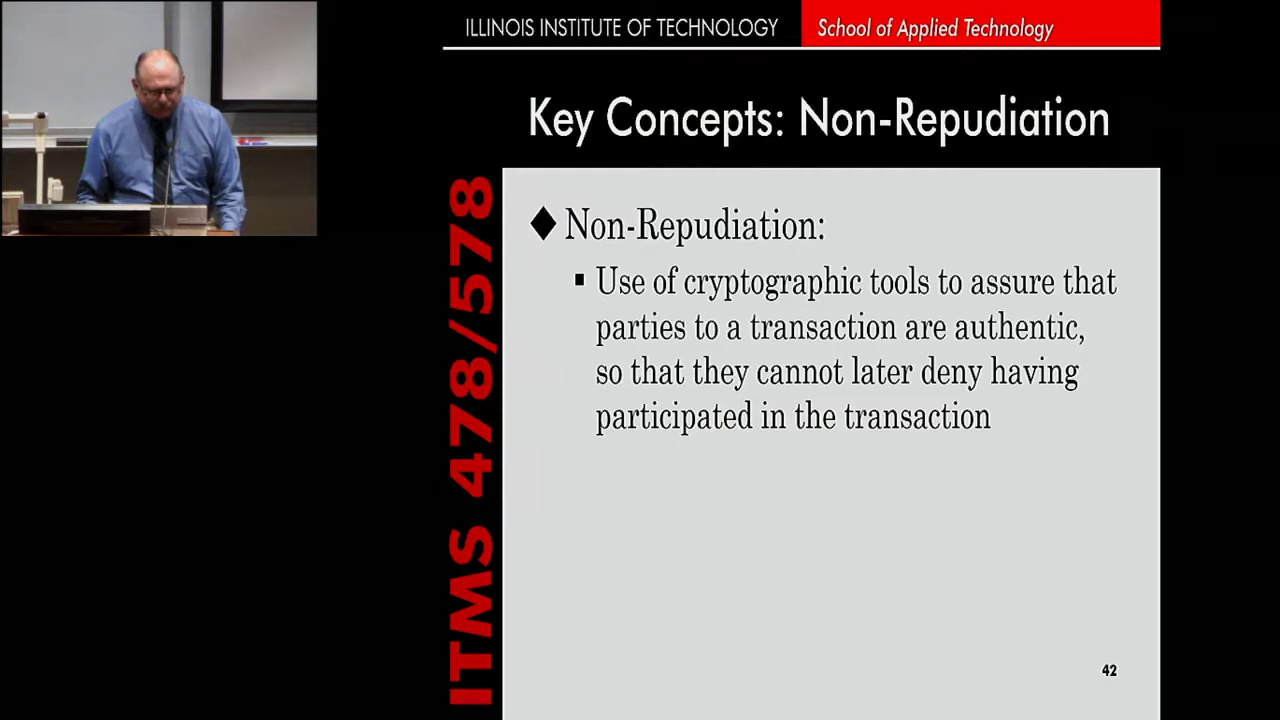 ILLINOIS INSTITUTE OF TECHNOLOGY School of Applied Technology
Key Concepts: Non-Repudiation
ITMS 478/578
Non-Repudiation:
Use of cryptographic tools to assure that
parties to a transaction are authentic,
so that they cannot later deny having
participated in the transaction
42